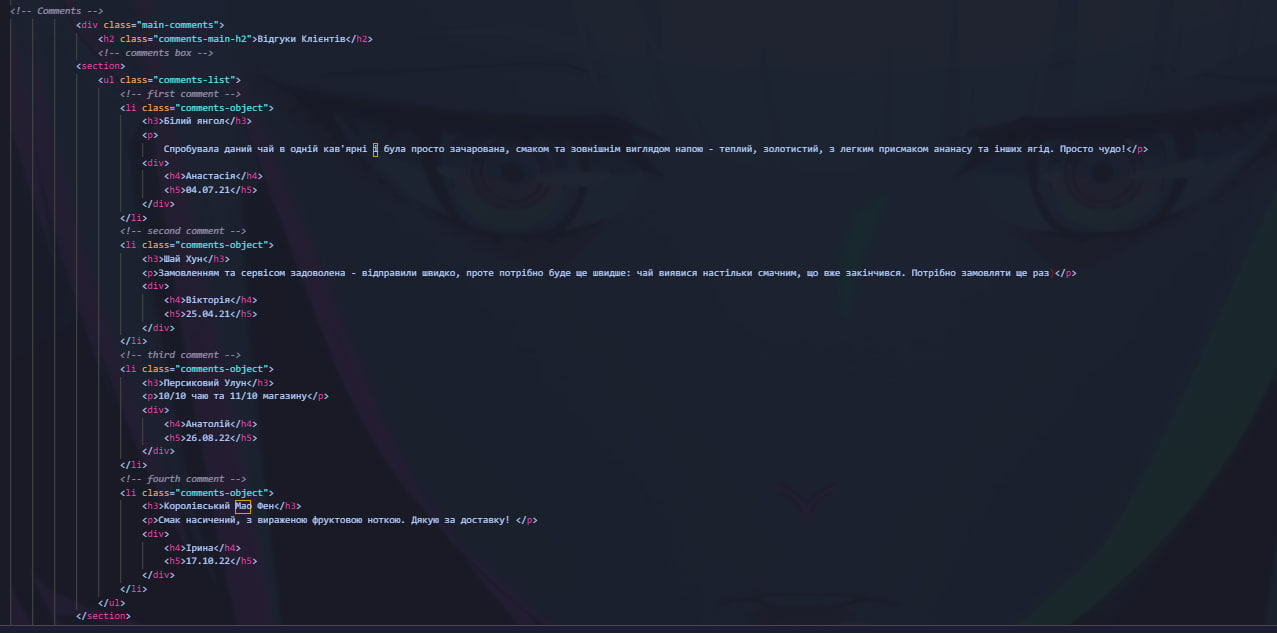 <!-- Comments -->
<div class="main-comments">
<h2 class="comments-main-h2">Відгуки Клієнтів</h2>
<!-- comments box -->
<section>
<ul class="comments-list">
<!-- first comment -->
<li class="comments-object">
<h3>Білий янгол</h3>
<p>
Спробувала даний чай в одній кав'ярні і була просто зачарована, смаком та зовнішнім виглядом напою - теплий, золотистий, з легким присмаком ананасу та інших ягід. Просто чудо!</p>
<div>
<h4>Анастасія</h4>
<h5>04.07.21</h5>
</div>
</li>
<!-- second comment -->
<li class="comments-object">
<h3>Шай Хун</h3>
<p>Замовленням та сервісом задоволена - відправили швидко, проте потрібно буде ще швидше: чай виявися настільки смачним, що вже закінчився. Потрібно замовляти ще раз)</p>
<div>
<h4>Вікторія</h4>
<h5>25.04.21</h5>
</div>
</li>
<!-- third comment -->
<li class="comments-object">
<h3>Персиковий Улун</h3>
<p>10/10 чаю та 11/10 магазину</p>
<div>
<h4>Анатолій</h4>
<h5>26.08.22</h5>
</div>
</li>
<!-- fourth comment -->
<li class="comments-object">
<h3>Королівський Мао Фен</h3>
<p>Смак насичений, з вираженою фруктовою ноткою. Дякую за доставку! </p>
<div>
<h4>Ірина</h4>
<h5>17.10.22</h5>
</div>
</li>
</ul>
</section>